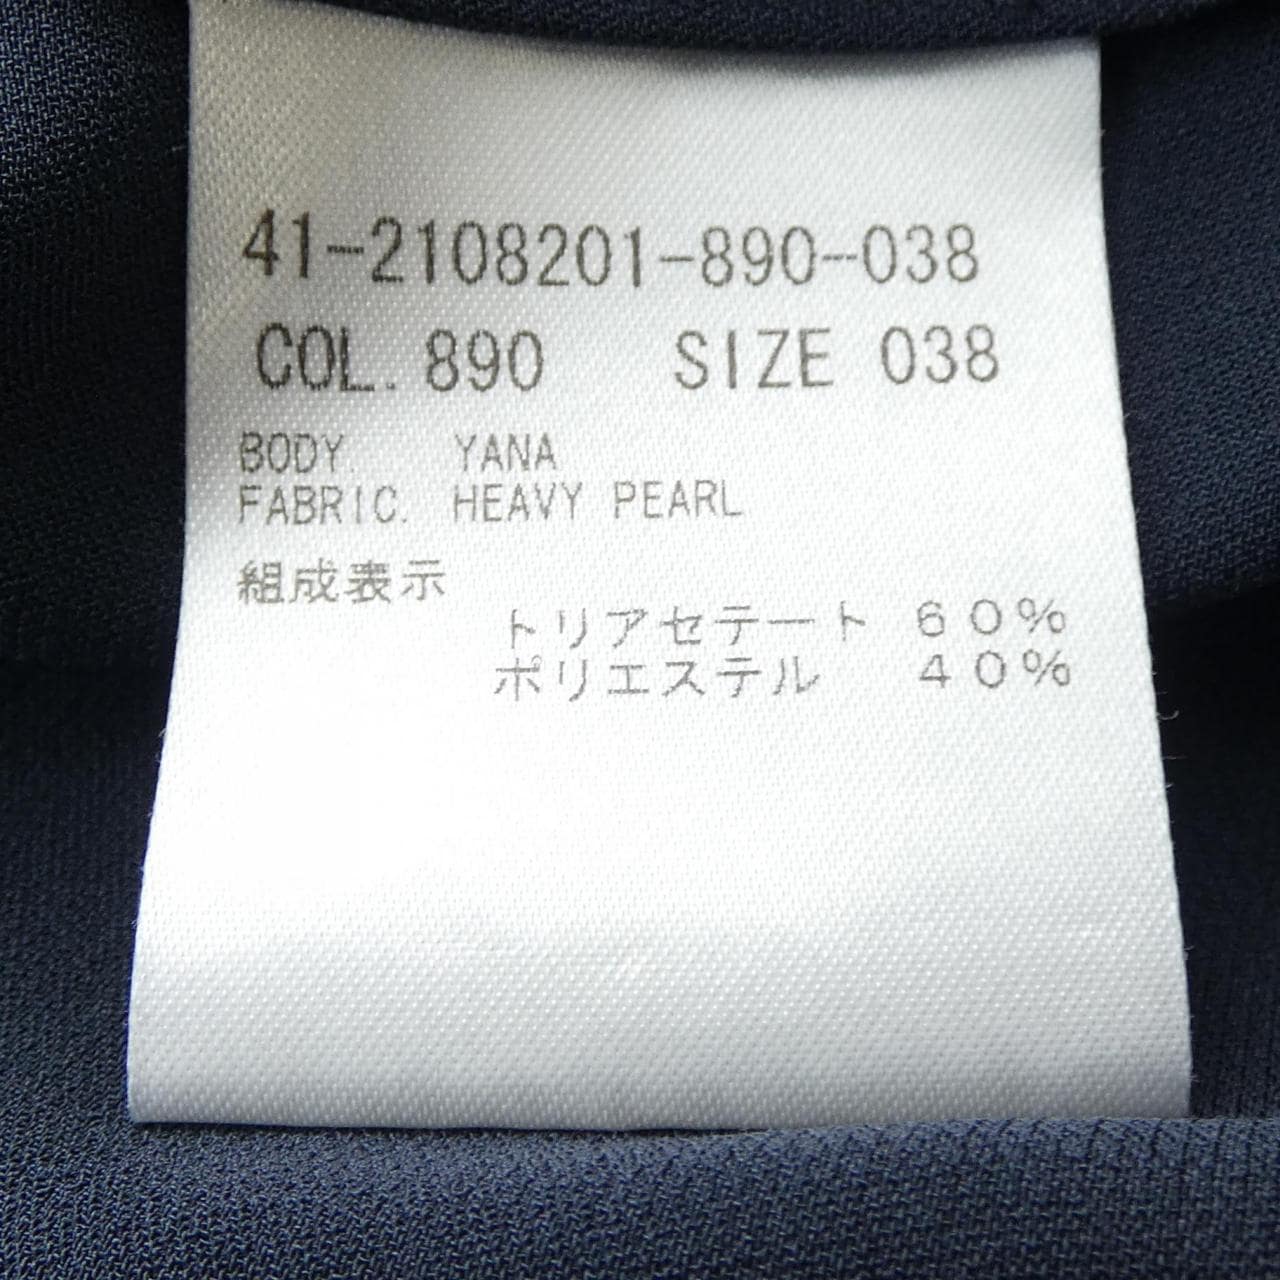 41-2108201-890-038
COL. 890 SIZE 038
BODY. YANA
FABRIC. HEAVY PEARL
組成表示
トリアセテート 60%
ポリエステル 40%